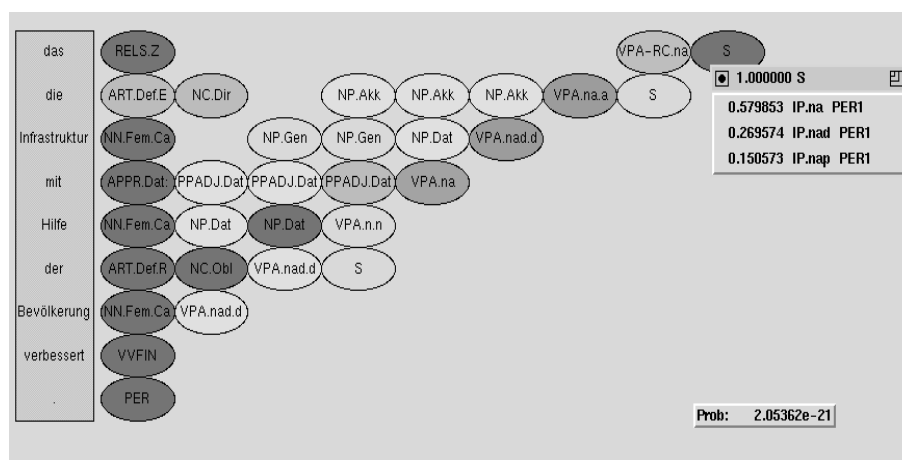 das RELS.Z VPA-RC.na S
1.000000 S
die ART.Def.E NC.Dir NP.Akk NP.Akk NP.Akk VPA.na.a S
0.579853 IP.na PER1
Infrastruktur NN.Fem.Ca NP.Gen NP.Gen NP.Dat VPA.nad.d
0.269574 IP.nad PER1
0.150573 IP.nap PER1
mit APPR.Dat: PPADJ.Dat PPADJ.Dat PPADJ.Dat VPA.na
Hilfe NN.Fem.Ca NP.Dat NP.Dat VPA.n.n
der ART.Def.R NC.Obl VPA.nad.d S
Bevölkerung NN.Fem.Ca VPA.nad.d
verbessert VVFIN
. PER
Prob: 2.05362e-21